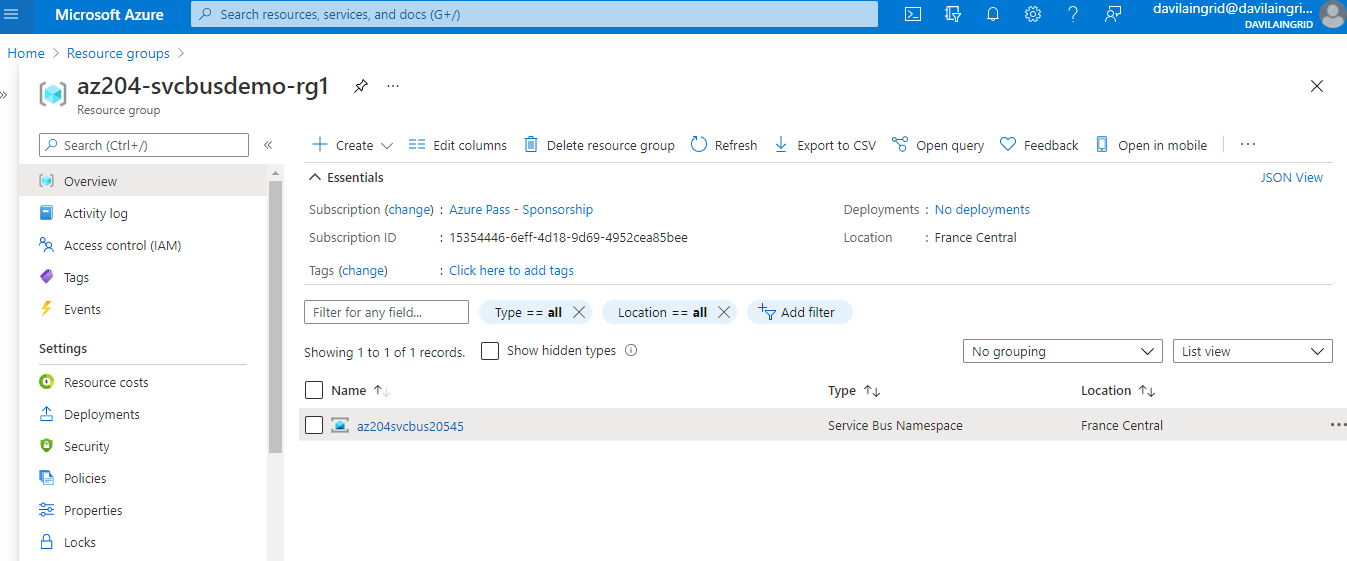 Microsoft Azure
Search resources, services, and docs (G+/)
davilaingrid@davilaingri...
DAVILAINGRID
Home > Resource groups >
az204-svcbusdemo-rg1 ...
Resource group
Search (Ctrl+/)
Overview
Activity log
Access control (IAM)
Tags
Events
Settings
Resource costs
Deployments
Security
Policies
Properties
Locks
Create Edit columns Delete resource group Refresh Export to CSV Open query Feedback Open in mobile ...
Essentials JSON View
Subscription (change) : Azure Pass - Sponsorship Deployments : No deployments
Subscription ID : 15354446-6eff-4d18-9d69-4952cea85bee Location : France Central
Tags (change) : Click here to add tags
Filter for any field... Type == all Location == all Add filter
Showing 1 to 1 of 1 records. Show hidden types No grouping List view
Name Type Location
az204svcbus20545 Service Bus Namespace France Central ...